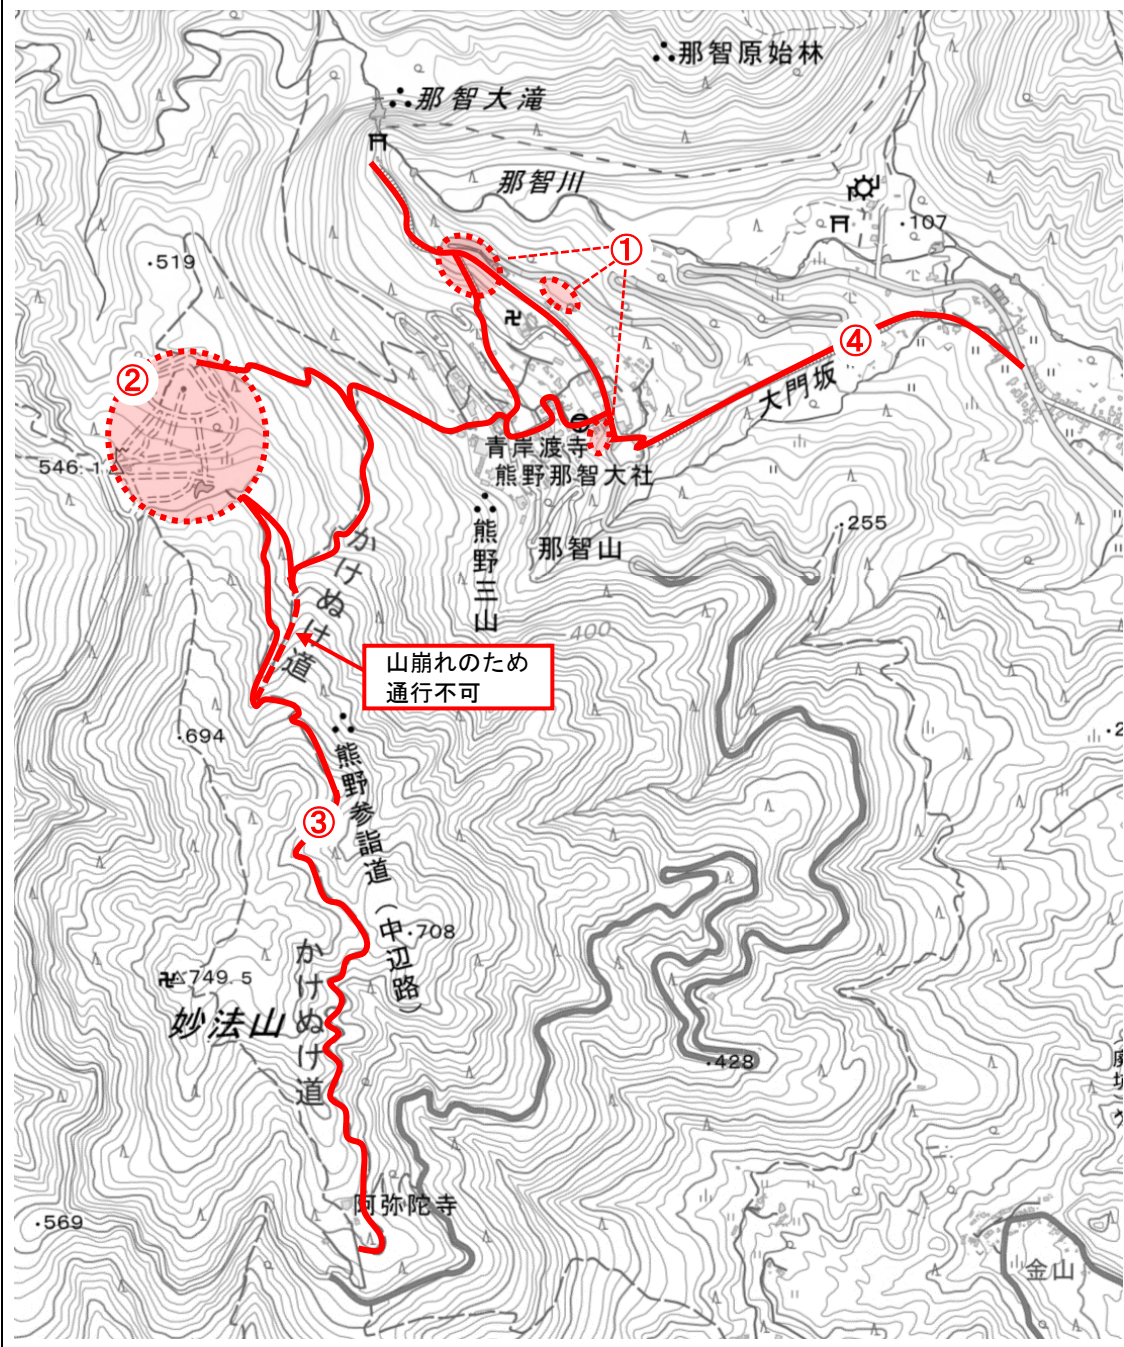 那智原始林
那智大滝
那智川
・107
・519
①
④
②
大門坂
青岸渡寺
熊野那智大社
546.1
・255
那智山
熊野三山
かけぬけ道
400
山崩れのため
通行不可
・694
熊野参詣道(中辺路)
③
・708
749.5
妙法山
かけぬけ道
・428
阿弥陀寺
・569
金山